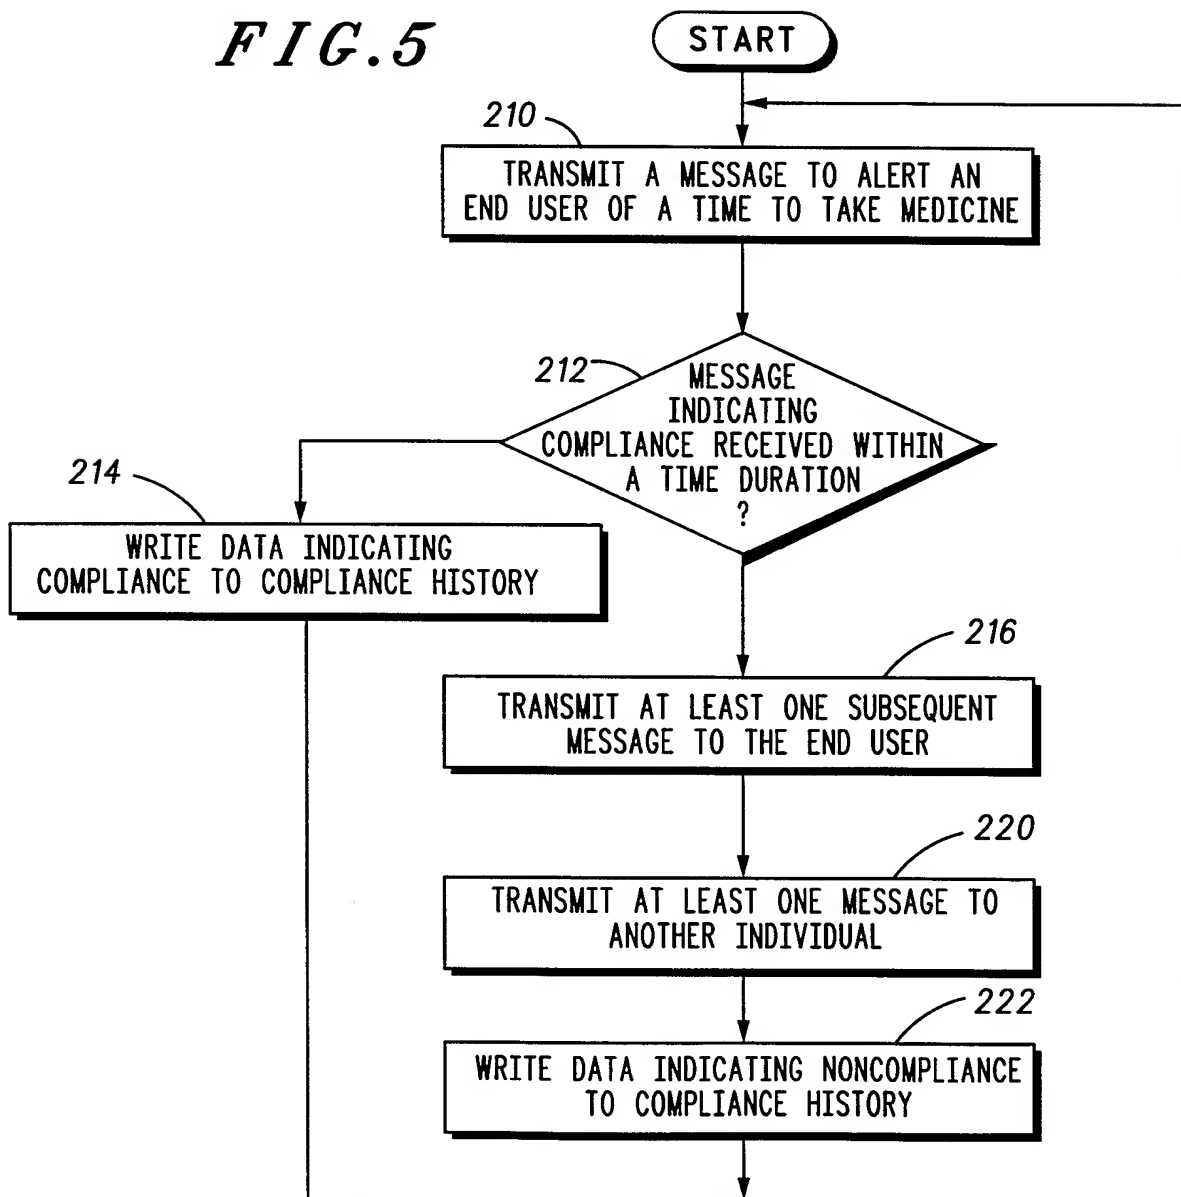 FIG.5
START
210
TRANSMIT A MESSAGE TO ALERT AN
END USER OF A TIME TO TAKE MEDICINE
212
MESSAGE
INDICATING
COMPLIANCE RECEIVED WITHIN
A TIME DURATION
?
214
WRITE DATA INDICATING
COMPLIANCE TO COMPLIANCE HISTORY
216
TRANSMIT AT LEAST ONE SUBSEQUENT
MESSAGE TO THE END USER
220
TRANSMIT AT LEAST ONE MESSAGE TO
ANOTHER INDIVIDUAL
222
WRITE DATA INDICATING NONCOMPLIANCE
TO COMPLIANCE HISTORY